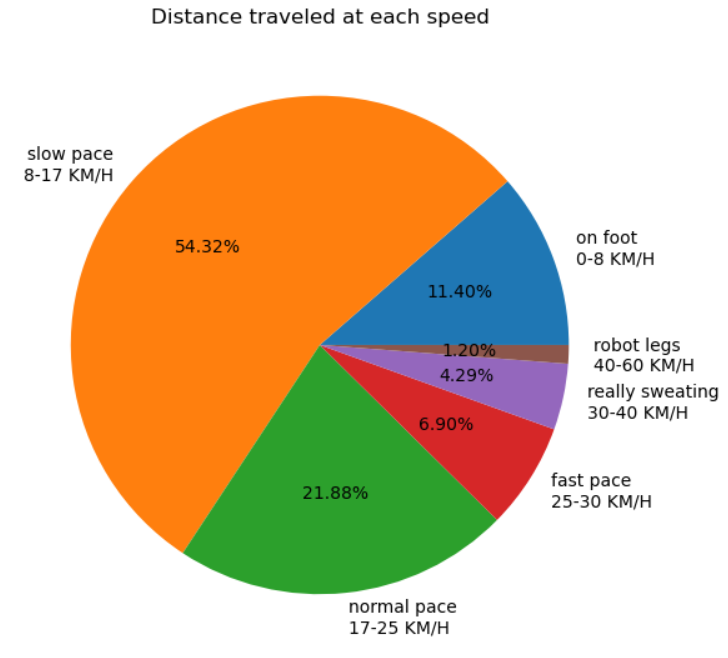 Distance traveled at each speed
slow pace
8-17 KM/H
54.32%
on foot
0-8 KM/H
11.40%
robot legs
40-60 KM/H
1.20%
really sweating
30-40 KM/H
4.29%
fast pace
25-30 KM/H
6.90%
21.88%
normal pace
17-25 KM/H